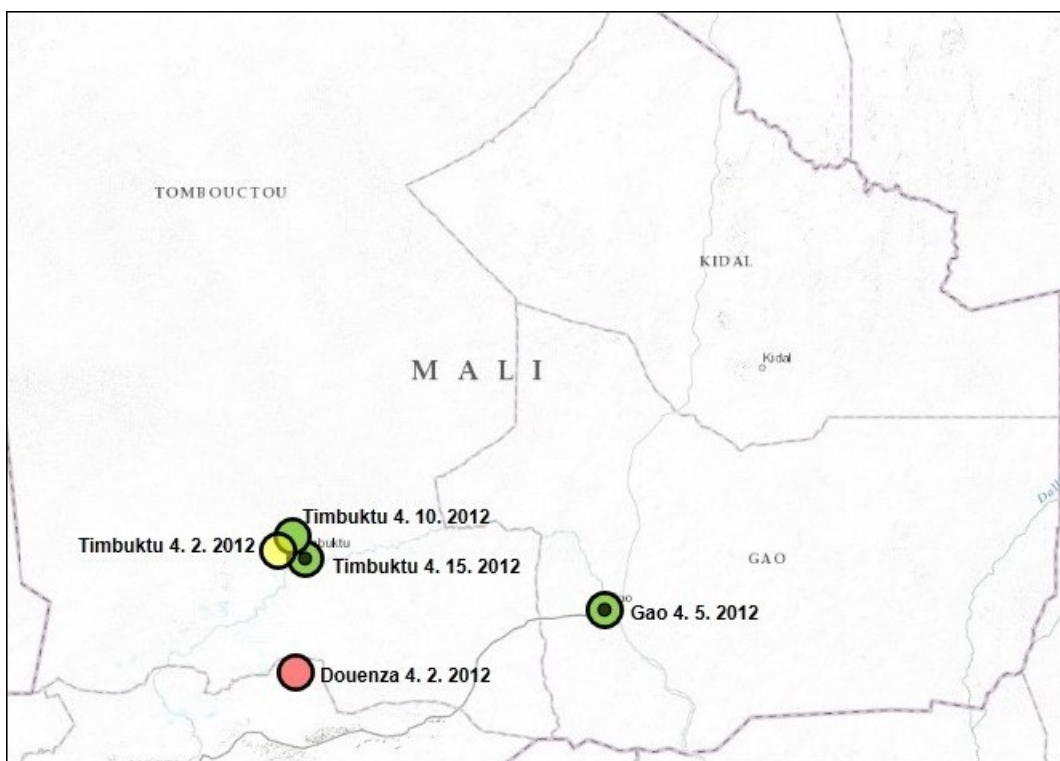 TOMBOUCTOU
KIDAL
Kidal
MALI
Timbuktu 4. 10. 2012
Timbuktu 4. 2. 2012
Timbuktu 4. 15. 2012
GAO
Gao 4. 5. 2012
Douenza 4. 2. 2012